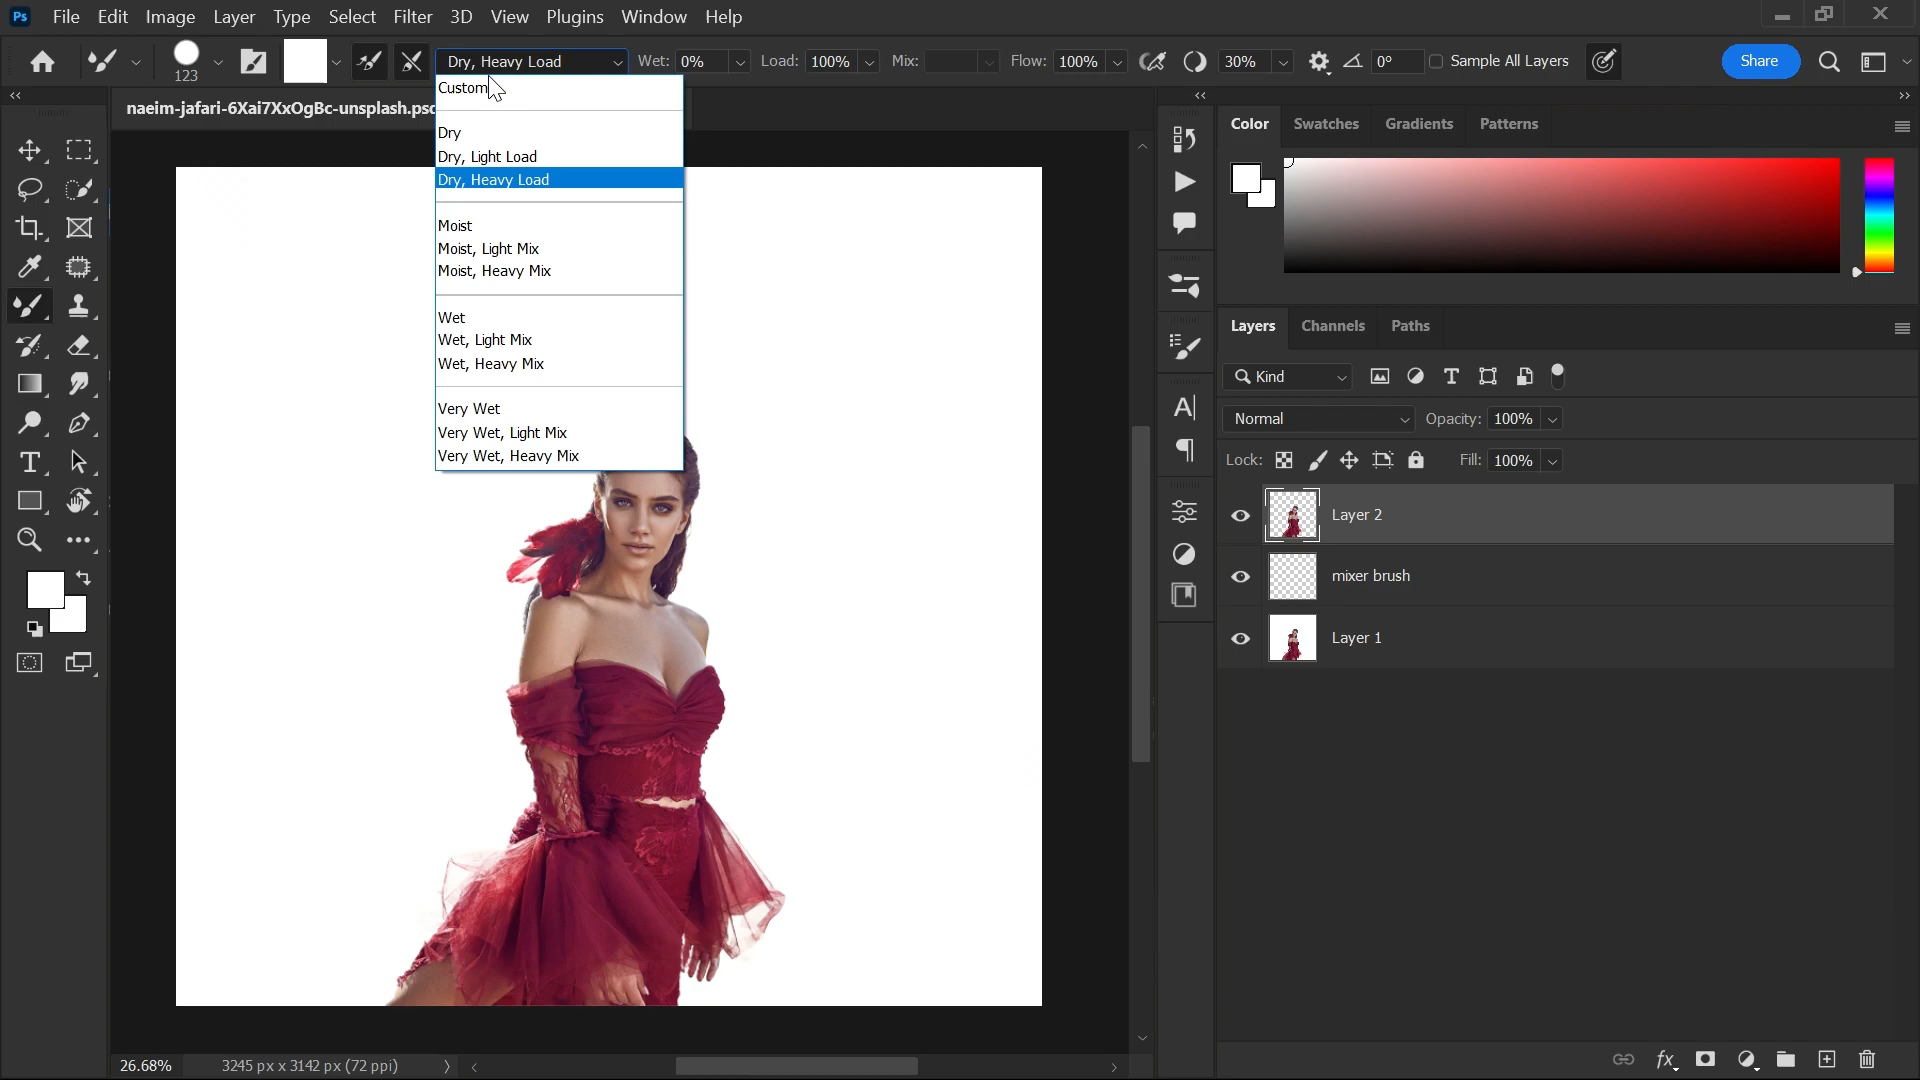 Ps File Edit Image Layer Type Select Filter 3D View Plugins Window Help
123 Dry, Heavy Load Wet: 0% Load: 100% Mix: Flow: 100% 30% 0° Sample All Layers Share
naeim-jafari-6Xai7XxOgBc-unsplash.psd
Custom
Dry
Dry, Light Load
Dry, Heavy Load
Moist
Moist, Light Mix
Moist, Heavy Mix
Wet
Wet, Light Mix
Wet, Heavy Mix
Very Wet
Very Wet, Light Mix
Very Wet, Heavy Mix
Color Swatches Gradients Patterns
Layers Channels Paths
Kind
Normal Opacity: 100%
Lock: Fill: 100%
Layer 2
mixer brush
Layer 1
26.68% 3245 px x 3142 px (72 ppi)